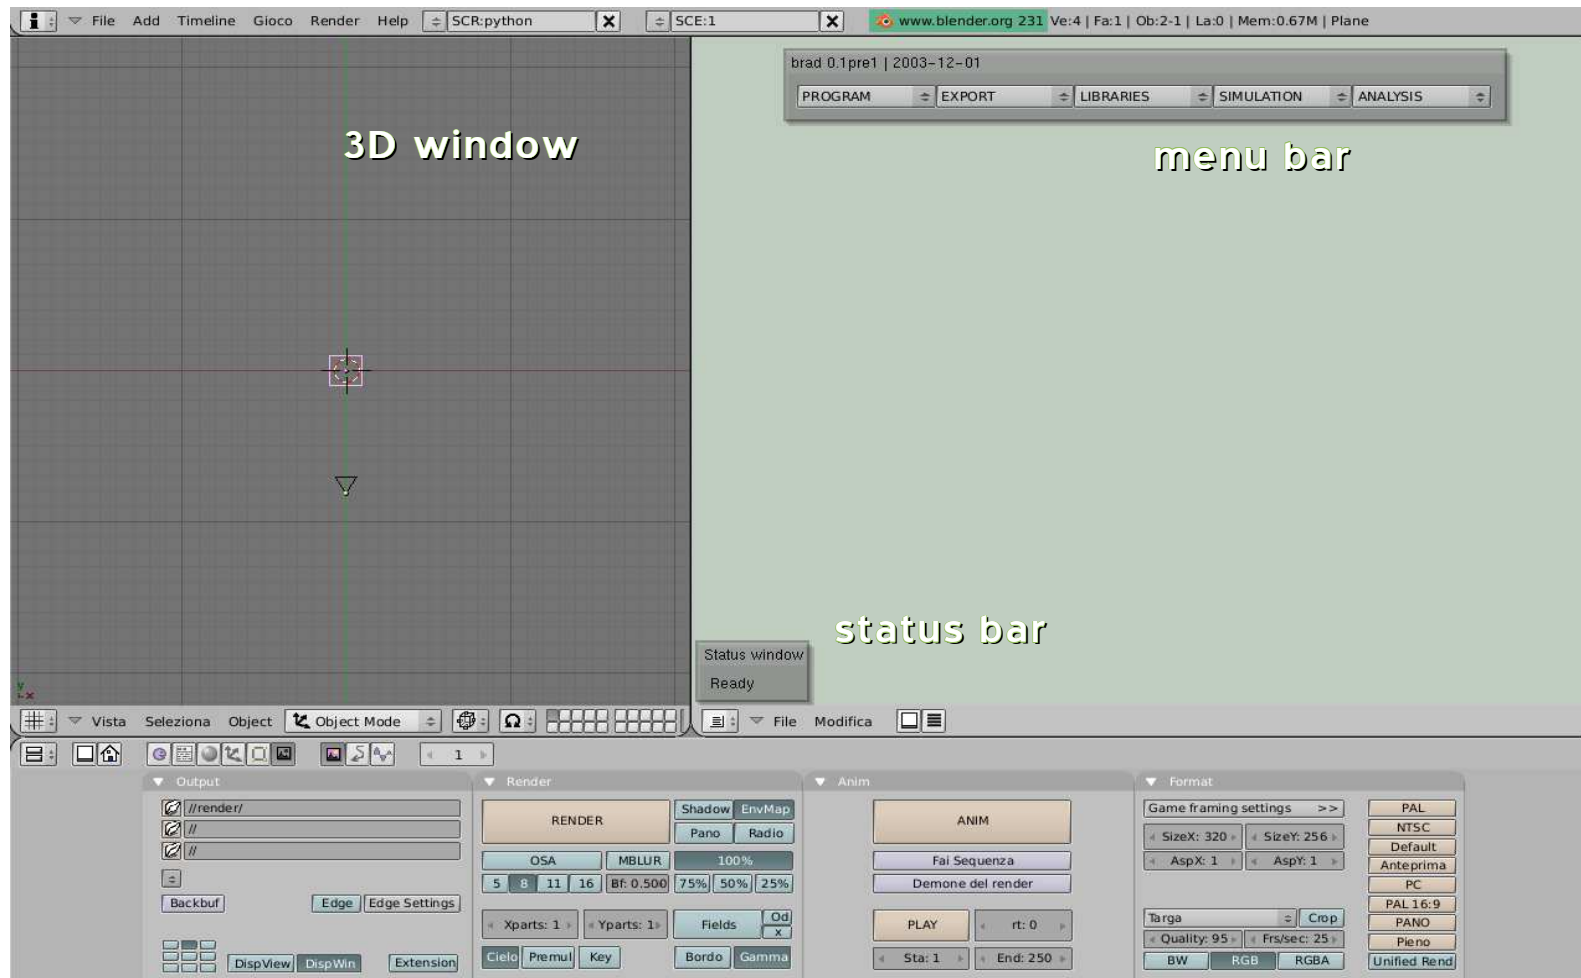 File Add Timeline Gioco Render Help SCR:python X SCE:1 X www.blender.org 231 Ve:4 | Fa:1 | Ob:2-1 | La:0 | Mem:0.67M | Plane
brad 0.1pre1 | 2003-12-01
PROGRAM EXPORT LIBRARIES SIMULATION ANALYSIS
3D window
menu bar
status bar
Status window
Ready
y
x
Vista Seleziona Object Object Mode
File Modifica
1
Output
//render/
//
//
Backbuf Edge Edge Settings
DispView DispWin Extension
Render
RENDER
Shadow EnvMap
Pano Radio
OSA MBLUR 100%
5 8 11 16 Bf: 0.500 75% 50% 25%
Xparts: 1 Yparts: 1 Fields Od
x
Cielo Premul Key Bordo Gamma
Anim
ANIM
Fai Sequenza
Demone del render
PLAY rt: 0
Sta: 1 End: 250
Format
Game framing settings >>
SizeX: 320 SizeY: 256
AspX: 1 AspY: 1
Targa Crop
Quality: 95 Frs/sec: 25
BW RGB RGBA
PAL
NTSC
Default
Anteprima
PC
PAL 16:9
PANO
Pieno
Unified Rend